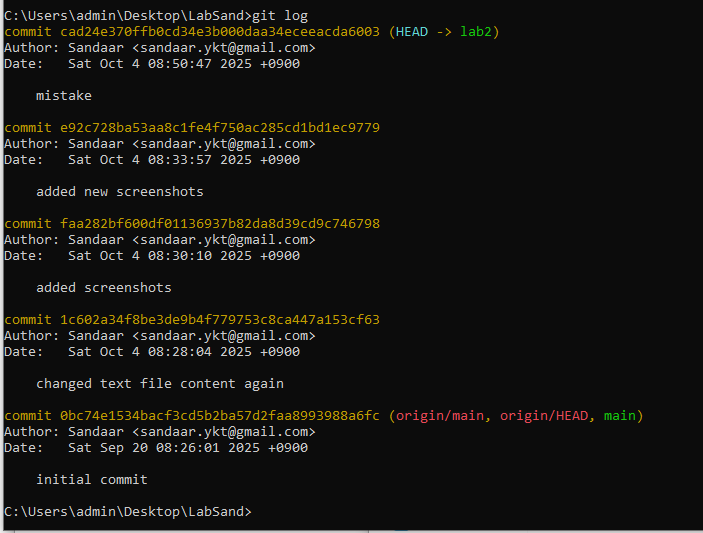 C:\Users\admin\Desktop\LabSand>git log
commit cad24e370ffb0cd34e3b000daa34eceeacda6003 (HEAD -> lab2)
Author: Sandaar <sandaar.ykt@gmail.com>
Date:   Sat Oct 4 08:50:47 2025 +0900
mistake
commit e92c728ba53aa8c1fe4f750ac285cd1bd1ec9779
Author: Sandaar <sandaar.ykt@gmail.com>
Date:   Sat Oct 4 08:33:57 2025 +0900
added new screenshots
commit faa282bf600df01136937b82da8d39cd9c746798
Author: Sandaar <sandaar.ykt@gmail.com>
Date:   Sat Oct 4 08:30:10 2025 +0900
added screenshots
commit 1c602a34f8be3de9b4f779753c8ca447a153cf63
Author: Sandaar <sandaar.ykt@gmail.com>
Date:   Sat Oct 4 08:28:04 2025 +0900
changed text file content again
commit 0bc74e1534bacf3cd5b2ba57d2faa8993988a6fc (origin/main, origin/HEAD, main)
Author: Sandaar <sandaar.ykt@gmail.com>
Date:   Sat Sep 20 08:26:01 2025 +0900
initial commit
C:\Users\admin\Desktop\LabSand>